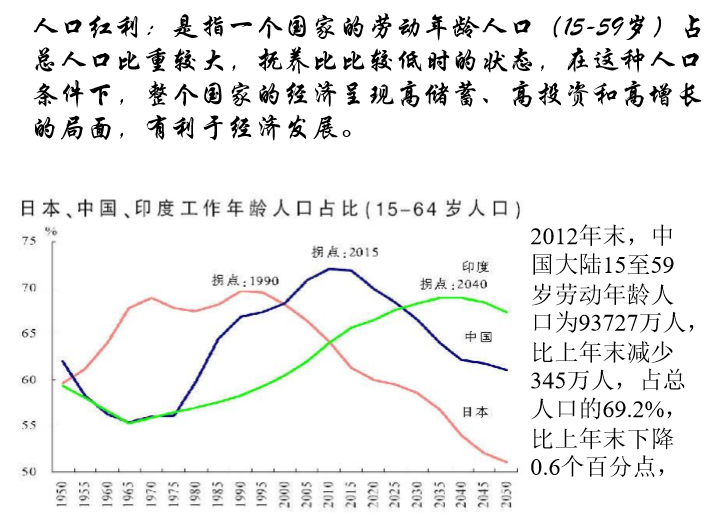 人口红利：是指一个国家的劳动年龄人口（15-59岁）占
总人口比重较大，抚养比比较低时的状态，在这种人口
条件下，整个国家的经济呈现高储蓄、高投资和高增长
的局面，有利于经济发展。
日本、中国、印度工作年龄人口占比(15-64岁人口)
%
75
70
65
60
55
50
拐点:1990
拐点:2015
印度
拐点:2040
中国
日本
1950 1955 1960 1965 1970 1975 1980 1985 1990 1995 2000 2005 2010 2015 2020 2025 2030 2035 2040 2045 2050
2012年末，中
国大陆15至59
岁劳动年龄人
口为93727万人，
比上年末减少
345万人，占总
人口的69.2%，
比上年末下降
0.6个百分点，